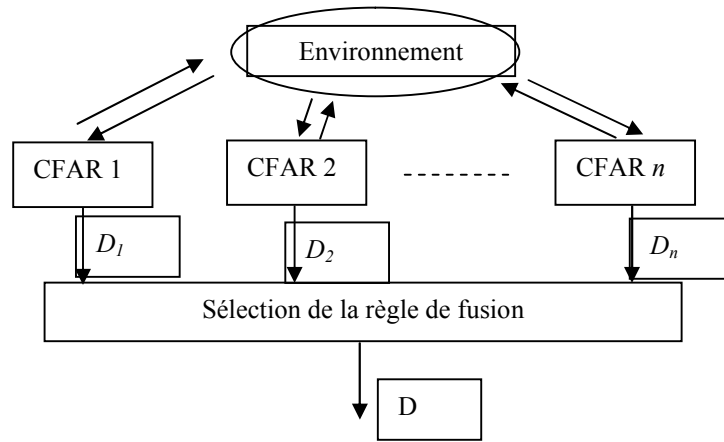 Environnement
CFAR 1
CFAR 2
CFAR n
D1
D2
Dn
Sélection de la règle de fusion
D